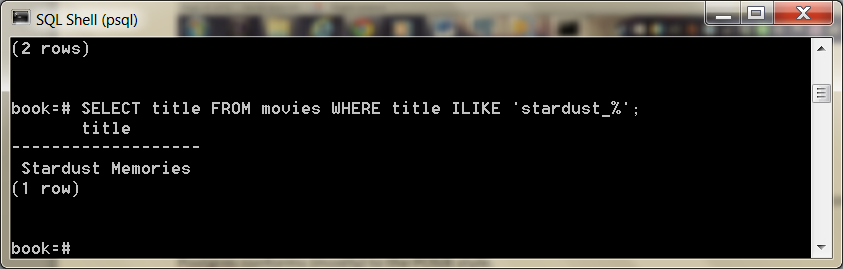 SQL Shell (psql)
(2 rows)
book=# SELECT title FROM movies WHERE title ILIKE 'stardust_%';
title
-------------------
Stardust Memories
(1 row)
book=#